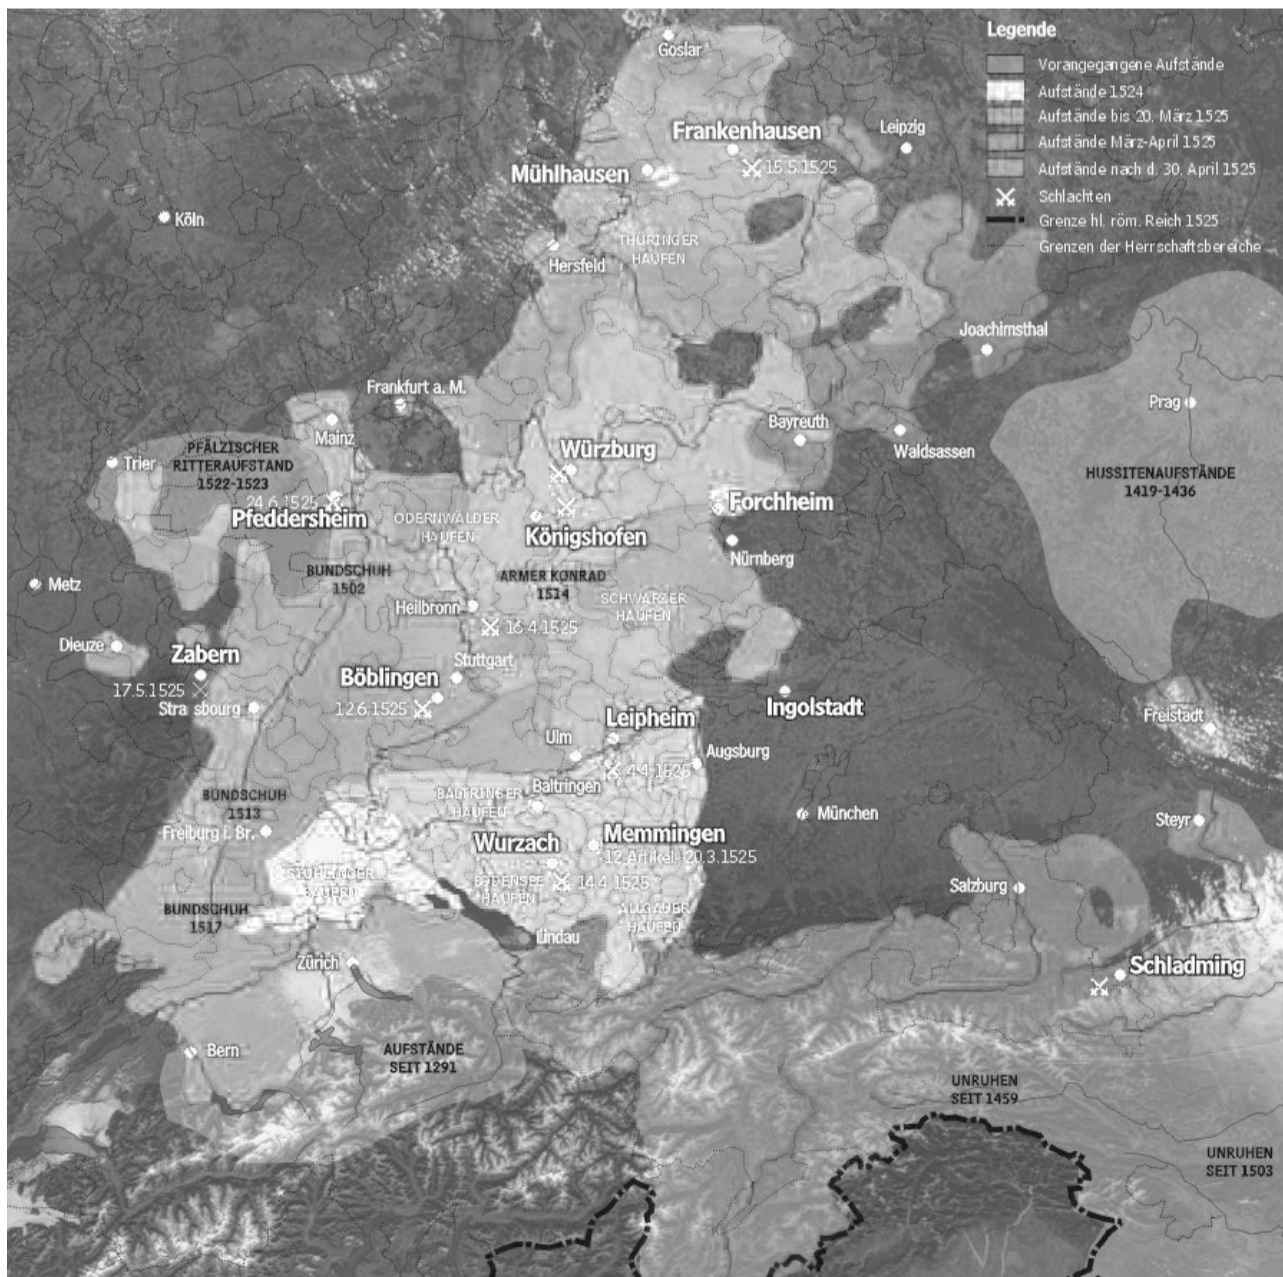 Legende
Vorangegangene Aufstände
Aufstände 1524
Aufstände bis 20. März 1525
Aufstände März-April 1525
Aufstände nach d. 30. April 1525
Schlachten
Grenze hl. röm. Reich 1525
Grenzen der Herrschaftsbereiche
Goslar
Frankenhausen
15.5.1525
Leipzig
Mühlhausen
Köln
THÜRINGER
HAUFEN
Hersfeld
Joachimsthal
Frankfurt a. M.
Prag
Mainz
Bayreuth
Waldsassen
PFÄLZISCHER
RITTERAUFSTAND
1522-1523
Trier
Würzburg
HUSSITENAUFSTÄNDE
1419-1436
24.6.1525
Pfeddersheim
Forchheim
ODERNWÄLDER
HAUFEN
Königshofen
Nürnberg
BUNDSCHUH
1502
ARMER KONRAD
1514
Metz
SCHWARZER
HAUFEN
Heilbronn
16.4.1525
Dieuze
Zabern
17.5.1525
Stuttgart
Böblingen
12.6.1525
Stra sbourg
Ingolstadt
Leipheim
4.4.1525
Freistadt
Ulm
Augsburg
Baltringen
BALTRINGER
HAUFEN
BUNDSCHUH
1513
München
Steyr
Freiburg i. Br.
Wurzach
14.4.1525
Memmingen
12 Artikel 20.3.1525
STÜHLINGER
BODENSEE
HAUFEN
Salzburg
BUNDSCHUH
1517
ALLGÄUER
HAUFEN
Lindau
Zürich
Schladming
Bern
AUFSTÄNDE
SEIT 1291
UNRUHEN
SEIT 1459
UNRUHEN
SEIT 1503